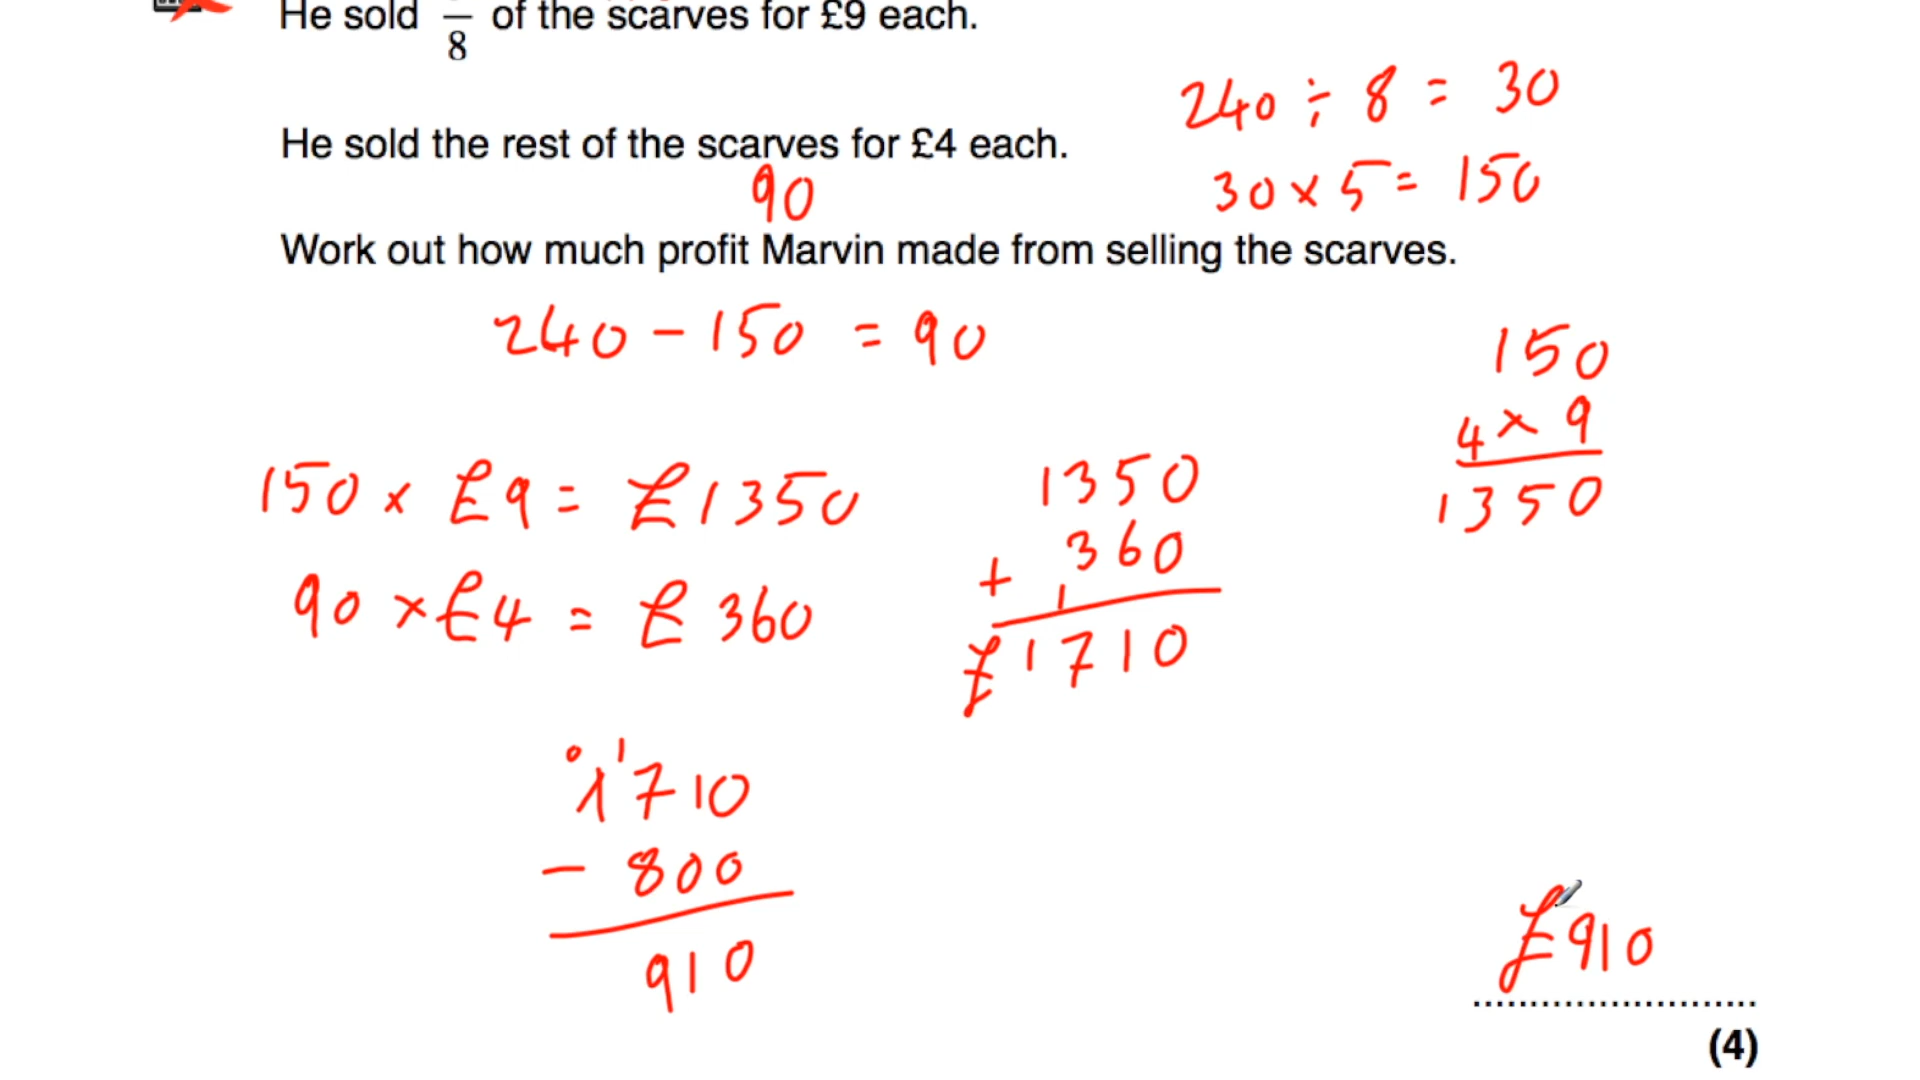 He sold — 8 of the scarves for £9 each.
240 ÷ 8 = 30
He sold the rest of the scarves for £4 each.
30 × 5 = 150
90
Work out how much profit Marvin made from selling the scarves.
240 - 150 = 90
150
4 × 9
1350
150 × £9 = £1350
1350
+ 360
1
£1710
90 × £4 = £360
0 1
1710
- 800
910
£910
(4)